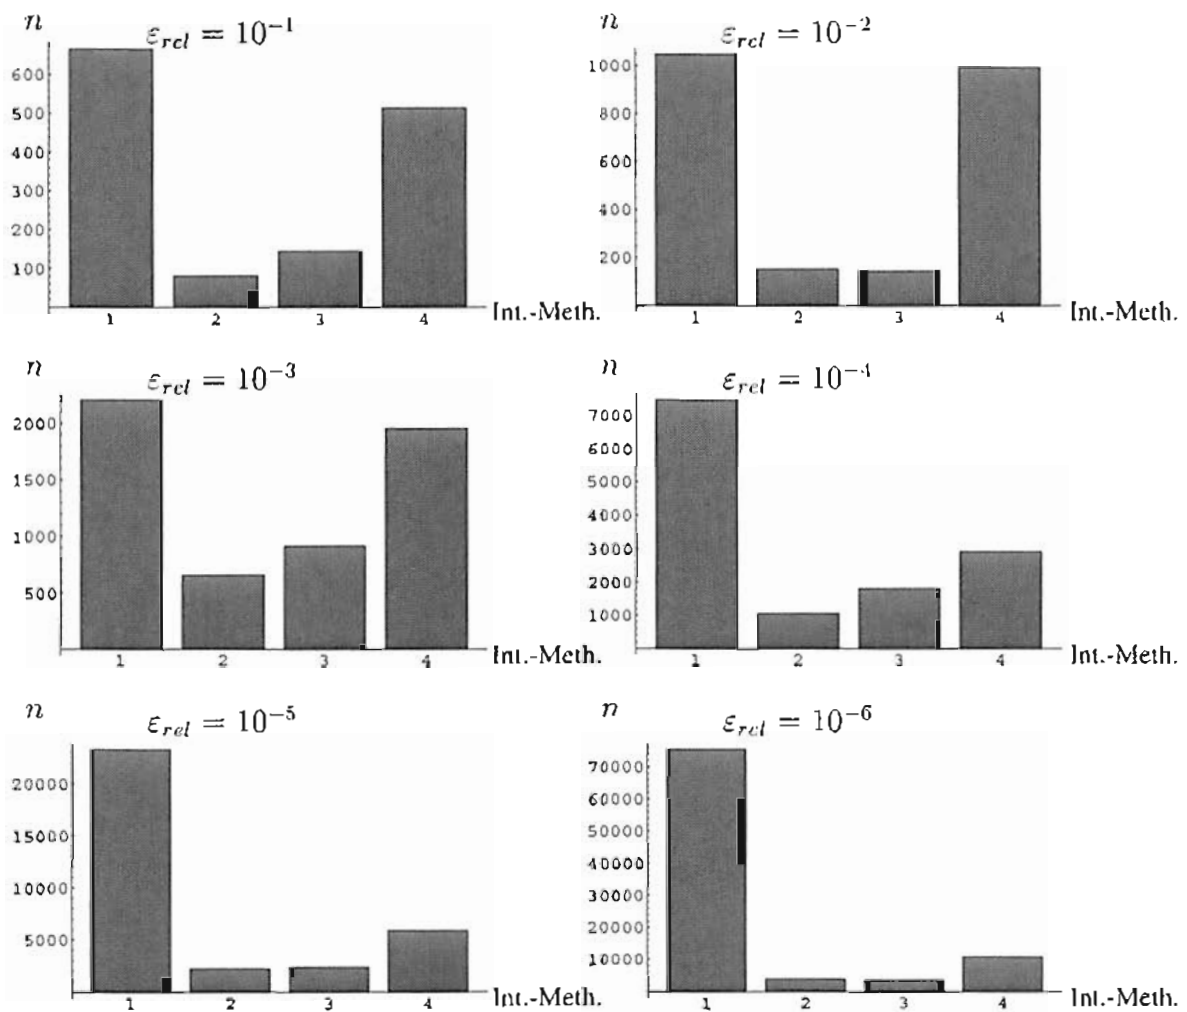 n
ε_rel = 10^−1
600
500
400
300
200
100
1 2 3 4 Int.-Meth.
n
ε_rel = 10^−2
1000
800
600
400
200
1 2 3 4 Int.-Meth.
n
ε_rel = 10^−3
2000
1500
1000
500
1 2 3 4 Int.-Meth.
n
ε_rel = 10^−4
7000
6000
5000
4000
3000
2000
1000
1 2 3 4 Int.-Meth.
n
ε_rel = 10^−5
20000
15000
10000
5000
1 2 3 4 Int.-Meth.
n
ε_rel = 10^−6
70000
60000
50000
40000
30000
20000
10000
1 2 3 4 Int.-Meth.